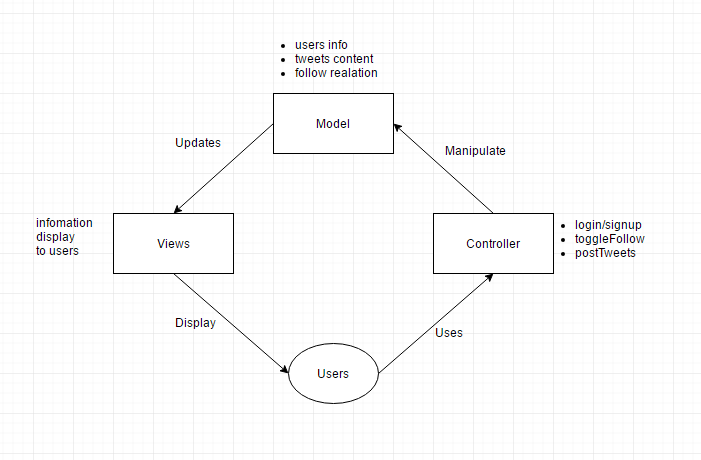 • users info
• tweets content
• follow realation
Model
Updates
Manipulate
infomation
display
to users
Views
Controller
• login/signup
• toggleFollow
• postTweets
Display
Uses
Users